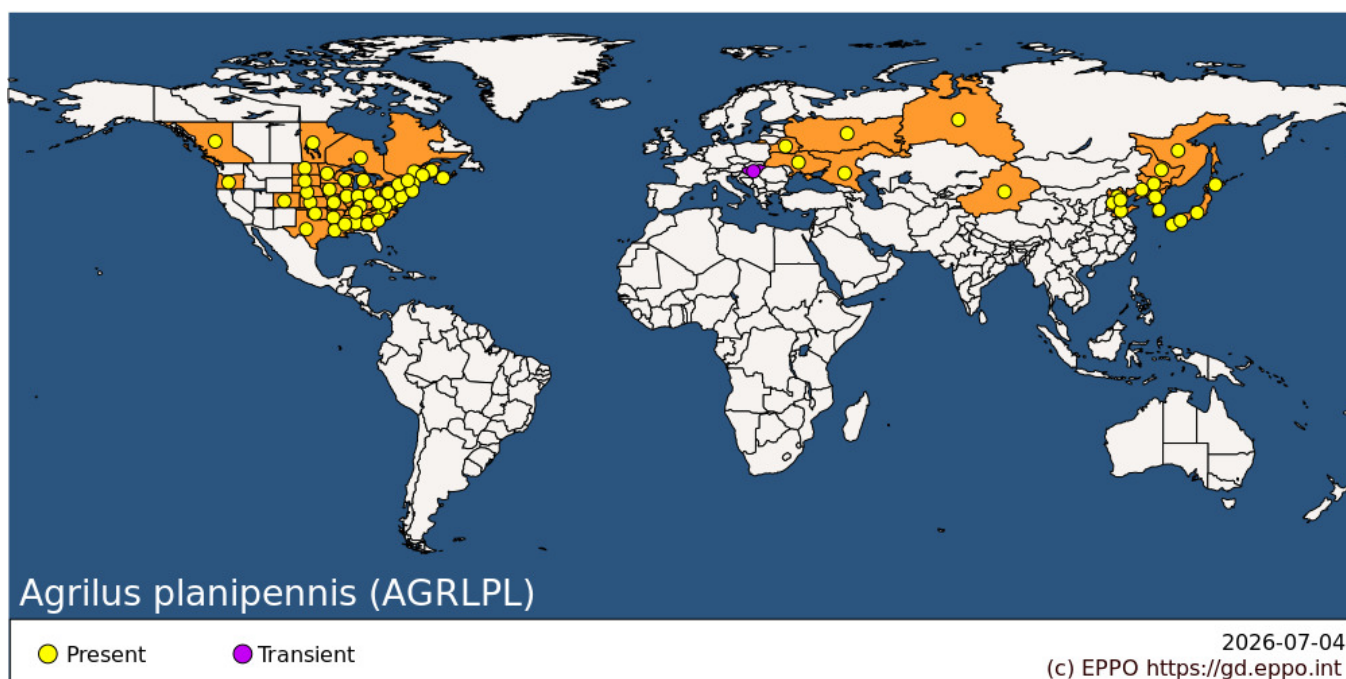 Agrilus planipennis (AGRLPL)
Present
Transient
2026-07-04
(c) EPPO https://gd.eppo.int